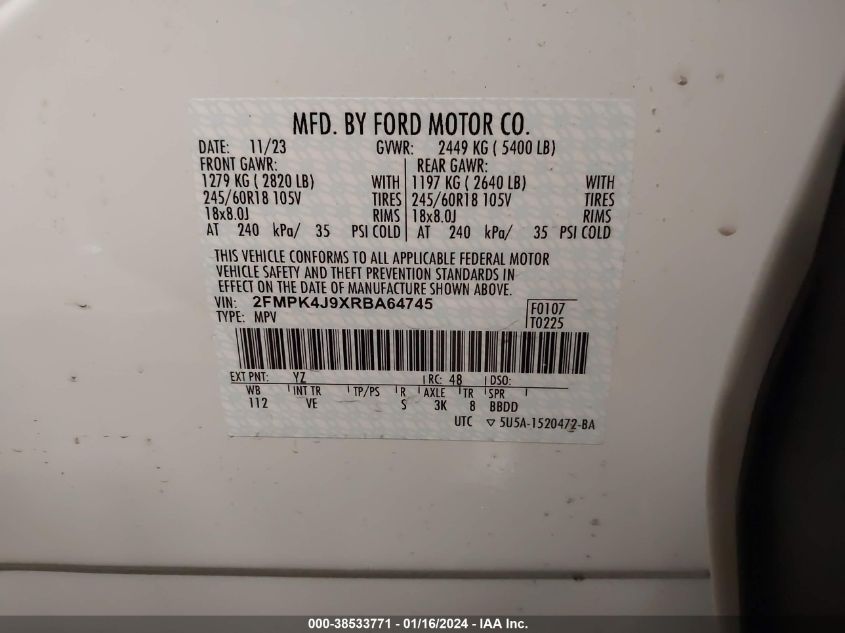 MFD. BY FORD MOTOR CO.
DATE: 11/23 GVWR: 2449 KG ( 5400 LB)
FRONT GAWR: REAR GAWR:
1279 KG ( 2820 LB) WITH 1197 KG ( 2640 LB) WITH
245/60R18 105V TIRES 245/60R18 105V TIRES
18x8.0J RIMS 18x8.0J RIMS
AT 240 kPa/ 35 PSI COLD AT 240 kPa/ 35 PSI COLD
THIS VEHICLE CONFORMS TO ALL APPLICABLE FEDERAL MOTOR
VEHICLE SAFETY AND THEFT PREVENTION STANDARDS IN
EFFECT ON THE DATE OF MANUFACTURE SHOWN ABOVE.
VIN: 2FMPK4J9XRBA64745 F0107
TYPE: MPV T0225
EXT PNT: YZ RC: 48 DSO:
WB INT TR TP/PS R AXLE TR SPR
112 VE S 3K 8 BBDD
UTC ▽ 5U5A-1520472-BA
000-38533771 - 01/16/2024 - IAA Inc.